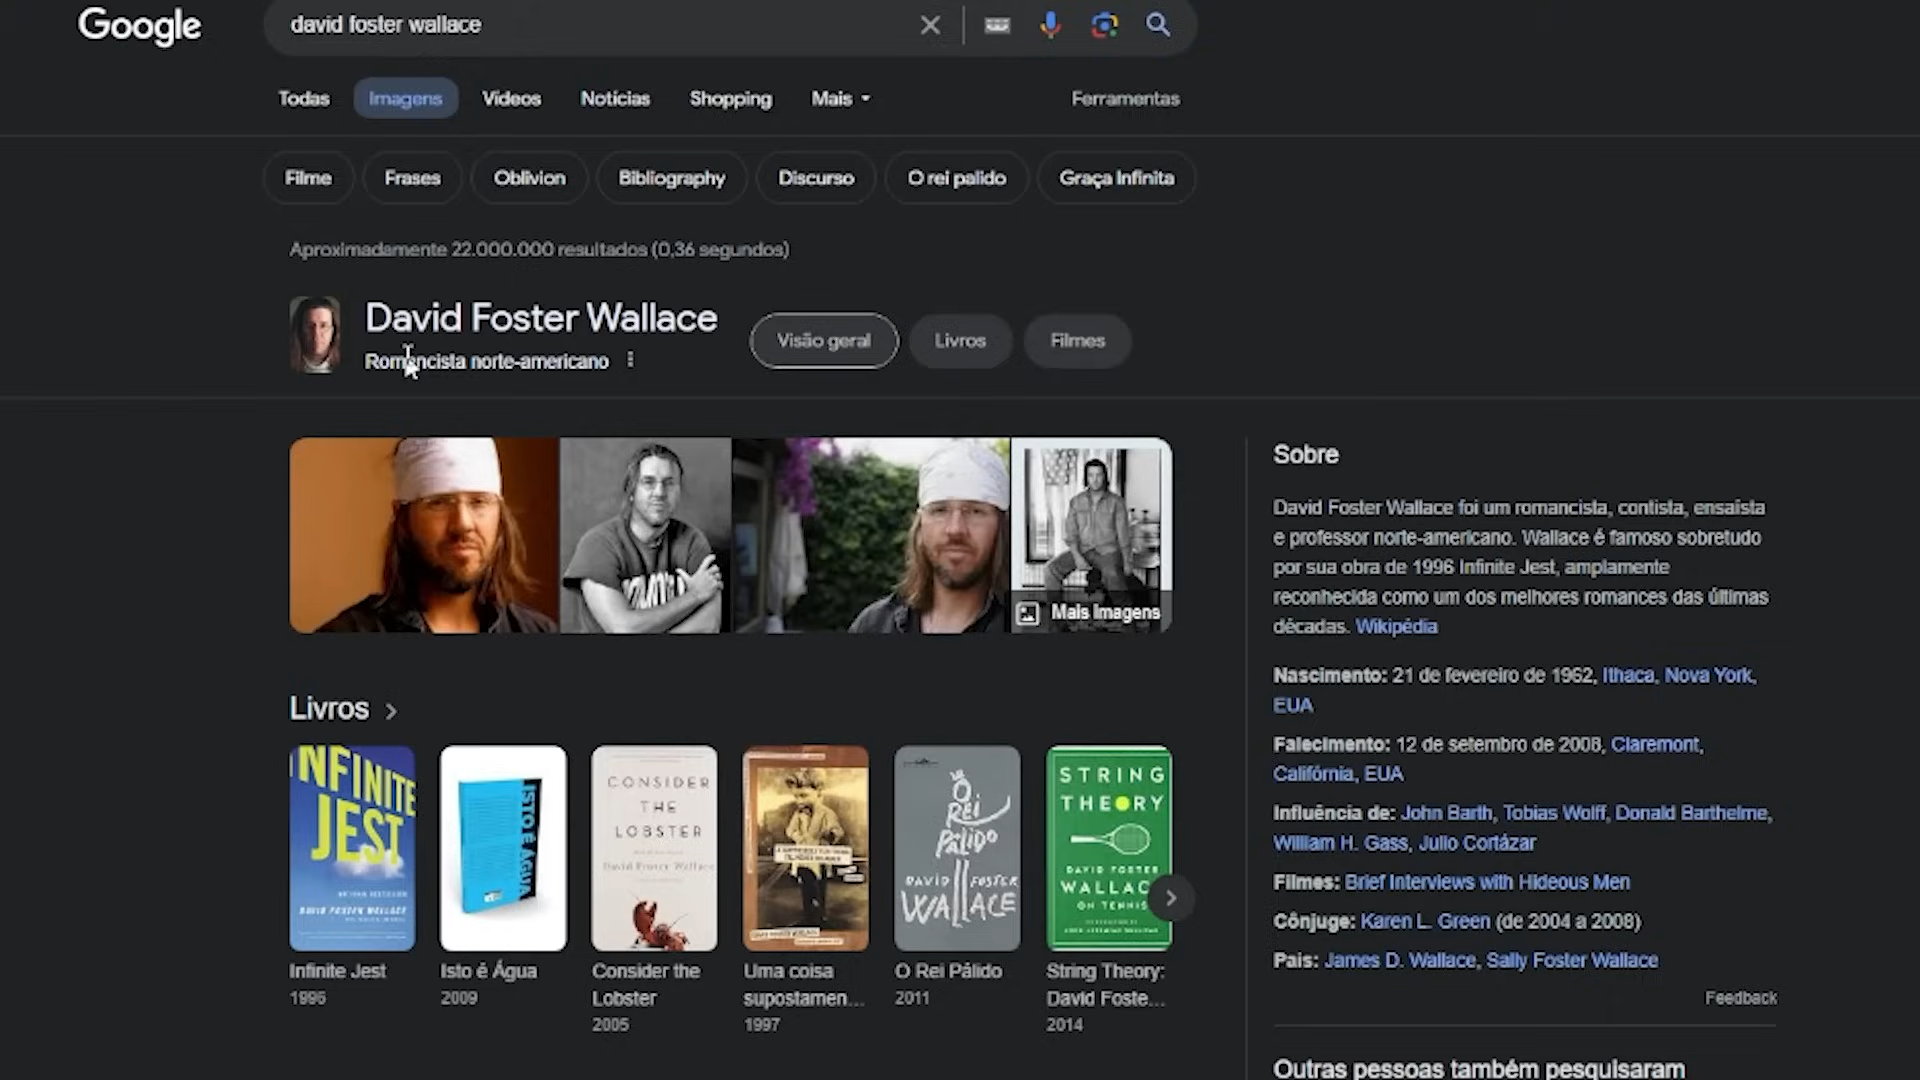 Google
david foster wallace
Todas Imagens Vídeos Notícias Shopping Mais Ferramentas
Filme Frases Oblivion Bibliography Discurso O rei palido Graça Infinita
Aproximadamente 22.000.000 resultados (0,36 segundos)
David Foster Wallace
Romancista norte-americano
Visão geral Livros Filmes
Mais imagens
Sobre
David Foster Wallace foi um romancista, contista, ensaísta
e professor norte-americano. Wallace é famoso sobretudo
por sua obra de 1996 Infinite Jest, amplamente
reconhecida como um dos melhores romances das últimas
décadas. Wikipédia
Nascimento: 21 de fevereiro de 1962, Ithaca, Nova York,
EUA
Falecimento: 12 de setembro de 2008, Claremont,
Califórnia, EUA
Influência de: John Barth, Tobias Wolff, Donald Barthelme,
William H. Gass, Julio Cortázar
Filmes: Brief Interviews with Hideous Men
Cônjuge: Karen L. Green (de 2004 a 2008)
Pais: James D. Wallace, Sally Foster Wallace
Feedback
Outras pessoas também pesquisaram
Livros
INFINITE
JEST
DAVID FOSTER WALLACE
ISTO É ÁGUA
CONSIDER
THE
LOBSTER
David Foster Wallace
O
REI
PÁLIDO
DAVID FOSTER
WALLACE
STRING
THEORY
DAVID FOSTER
WALLACE
ON TENNIS
Infinite Jest
1996
Isto é Água
2009
Consider the
Lobster
2005
Uma coisa
supostamen...
1997
O Rei Pálido
2011
String Theory:
David Foste...
2014